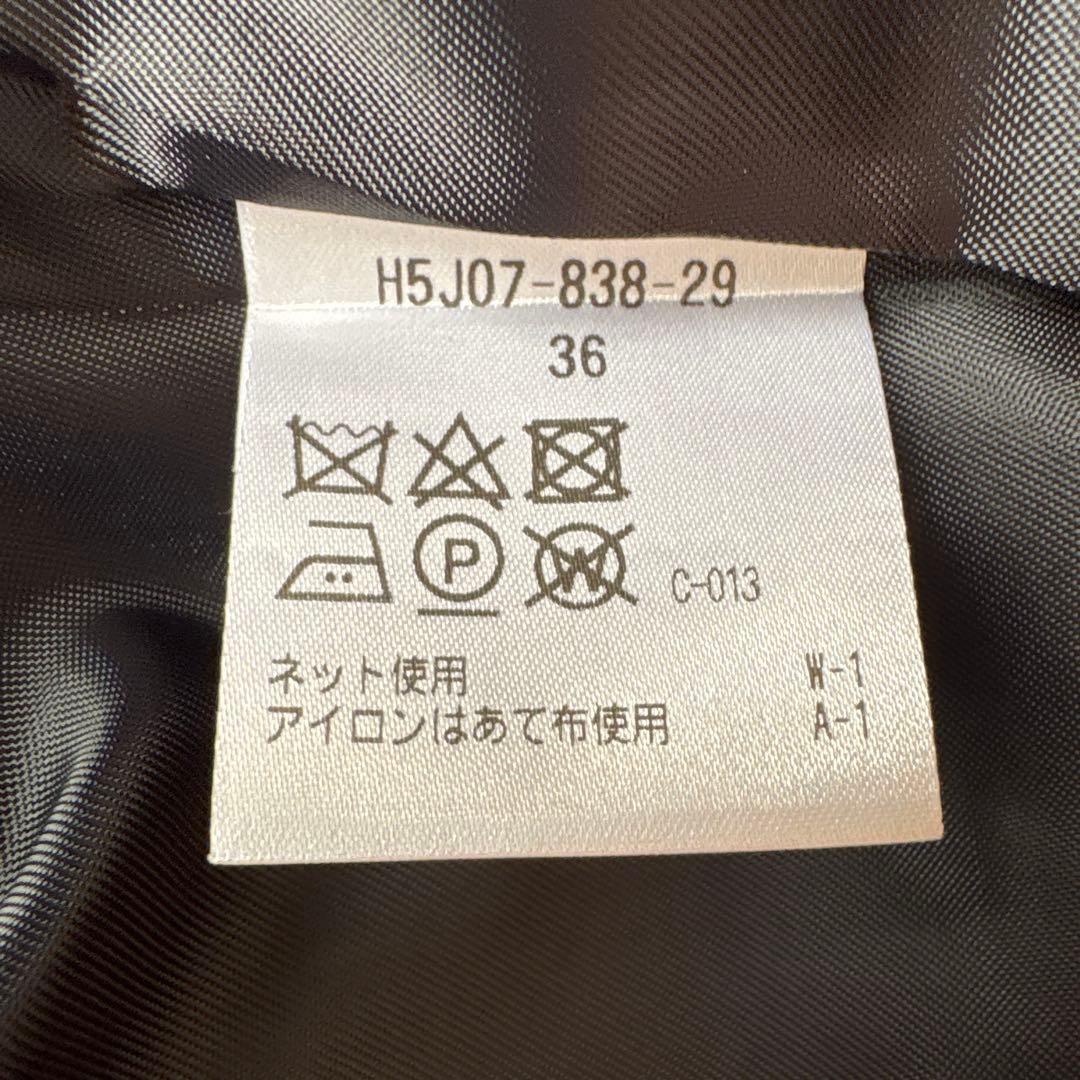 H5J07-838-29
36
P W C-013
ネット使用 W-1
アイロンはあて布使用 A-1